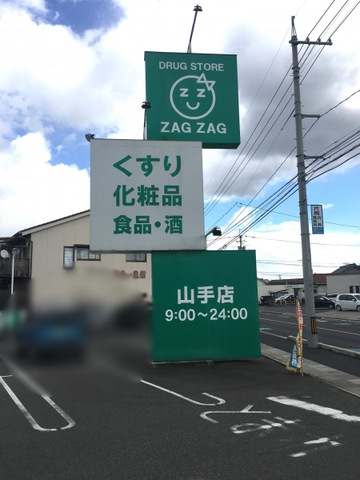 DRUG STORE
ZZ
ZAG ZAG
くすり
化粧品
食品・酒
山手店
9:00～24:00